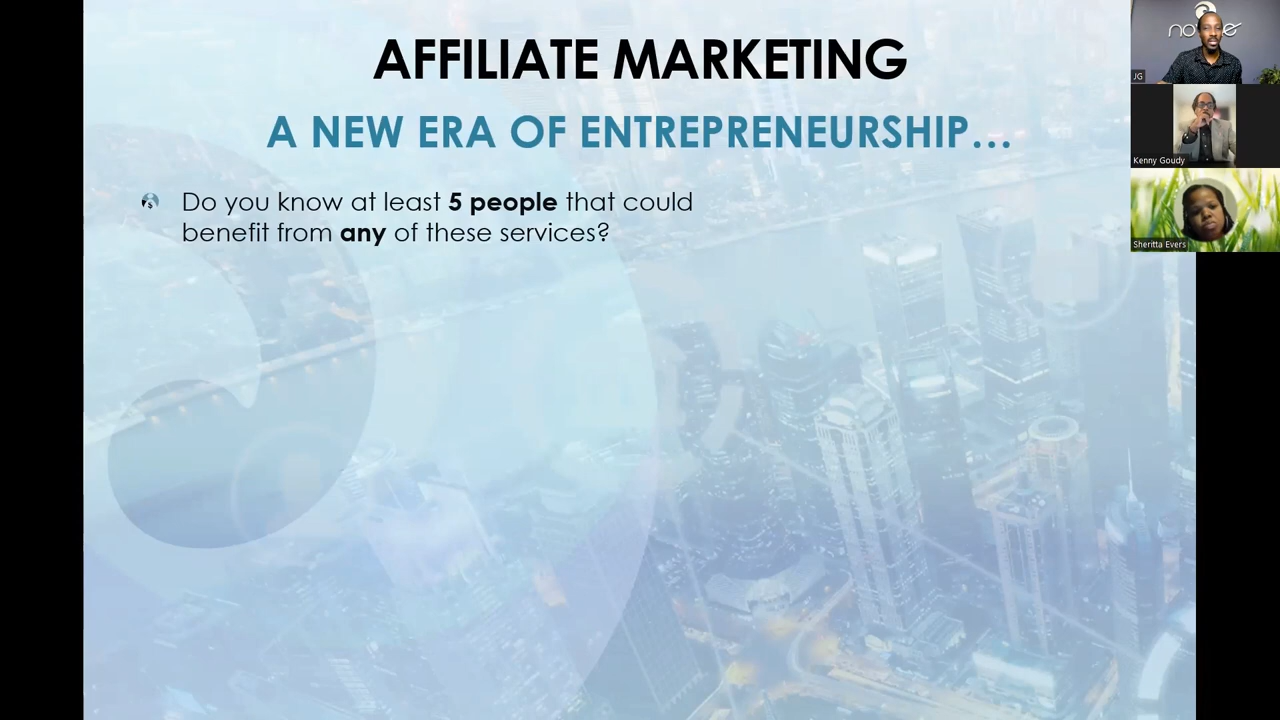 AFFILIATE MARKETING
A NEW ERA OF ENTREPRENEURSHIP...
Do you know at least 5 people that could
benefit from any of these services?
JG
Kenny Goudy
Sheritta Evers